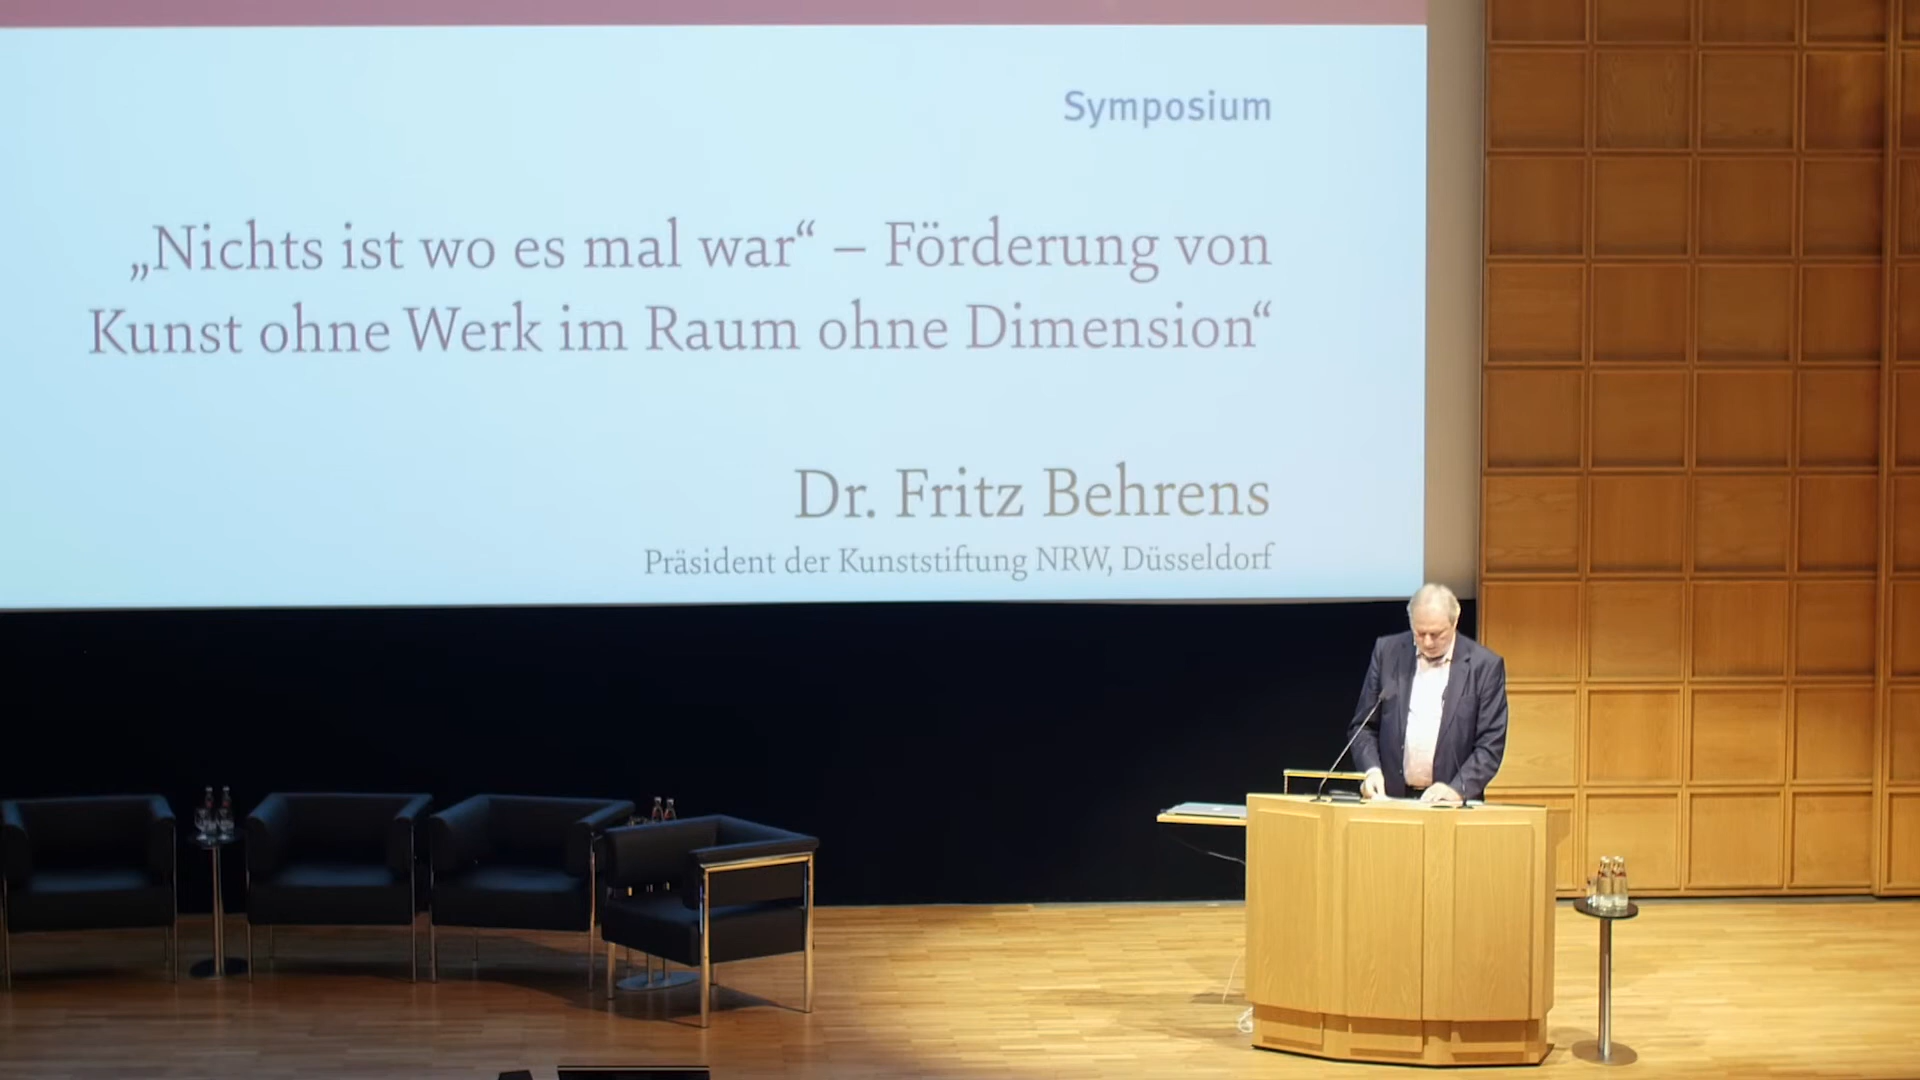 Symposium
„Nichts ist wo es mal war“ – Förderung von
Kunst ohne Werk im Raum ohne Dimension“
Dr. Fritz Behrens
Präsident der Kunststiftung NRW, Düsseldorf